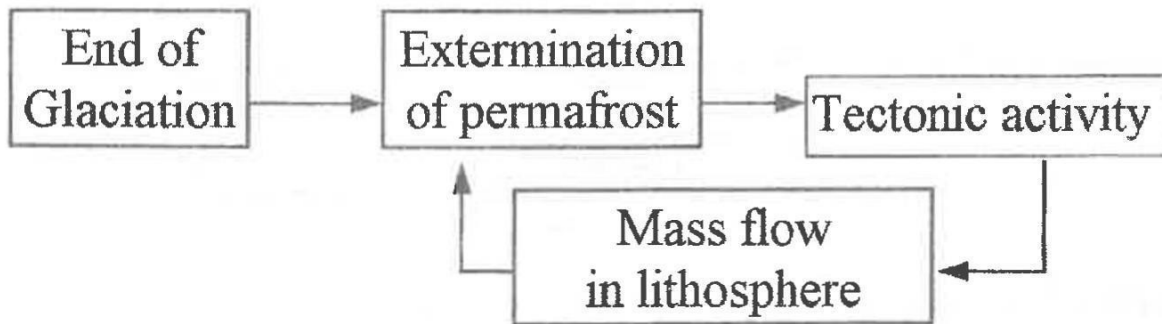 End of
Glaciation
Extermination
of permafrost
Tectonic activity
Mass flow
in lithosphere